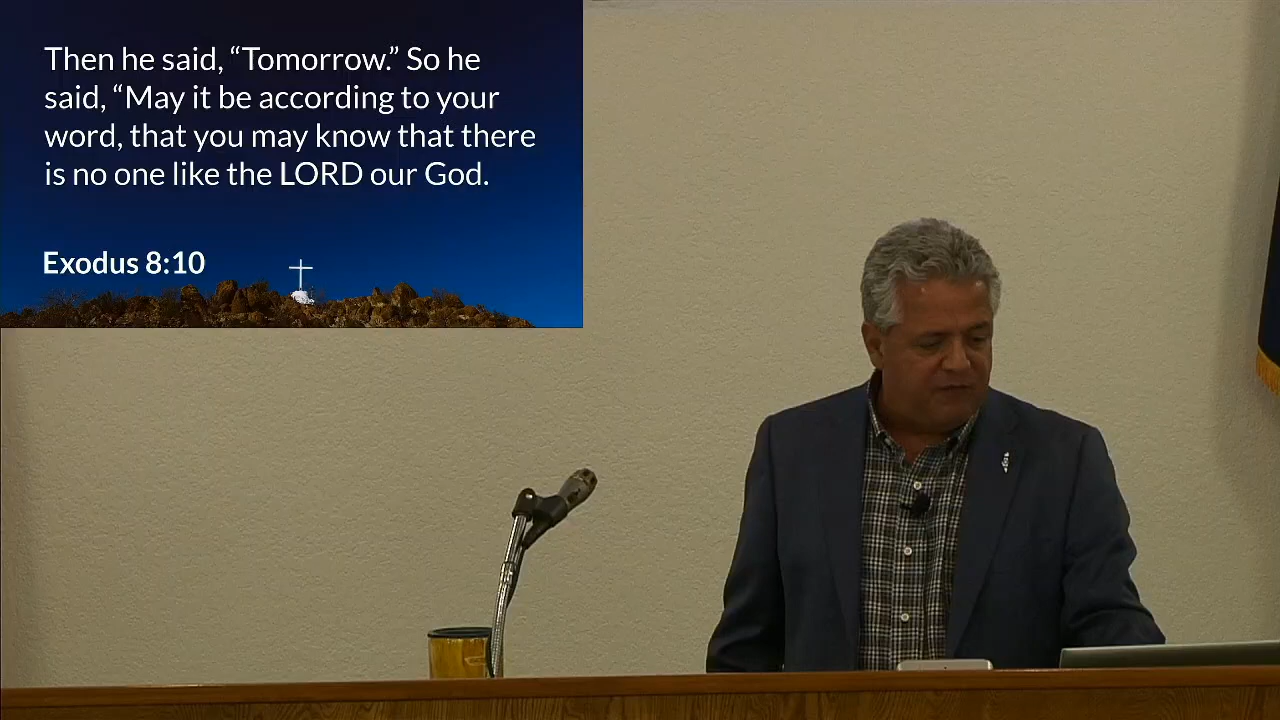 Then he said, “Tomorrow.” So he
said, “May it be according to your
word, that you may know that there
is no one like the LORD our God.
Exodus 8:10